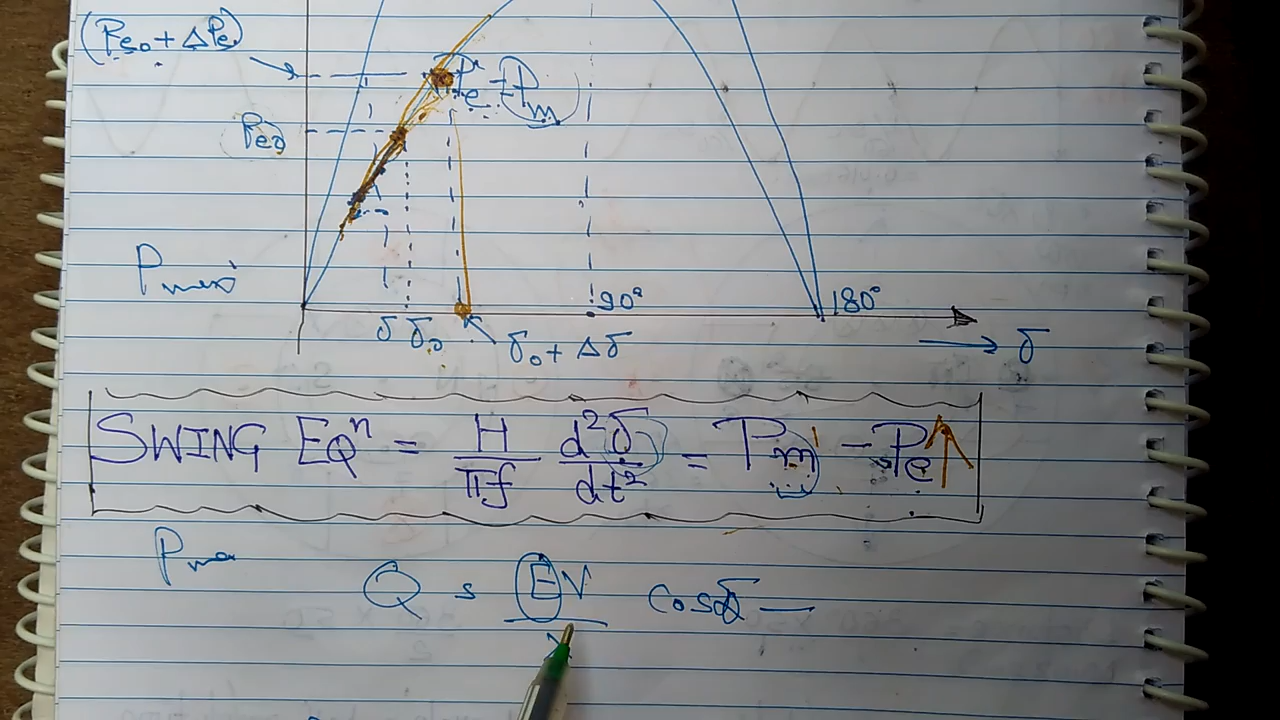 (Pe₀ + ΔPe)
Pe = Pm
Pe₀
Pmax
90°
180°
δ δ₀ δ₀ + Δδ
δ
SWING EQⁿ = H/πf d²δ/dt² = Pm - Pe↑
Pma
Q = EV/X cosδ —